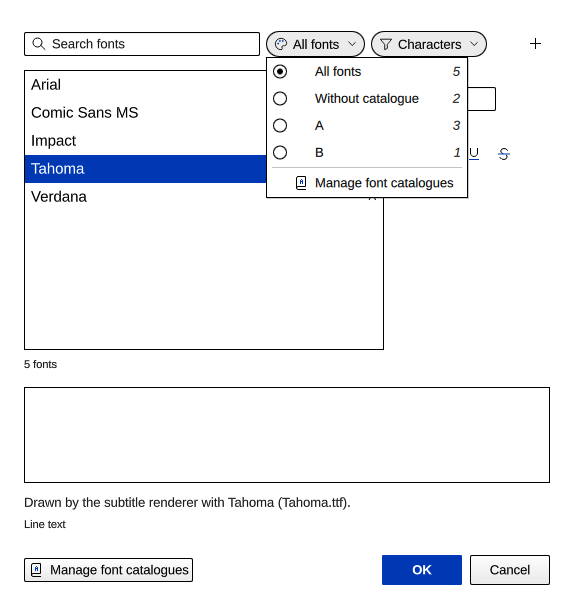 Search fonts
All fonts
Characters
Arial
Comic Sans MS
Impact
Tahoma
Verdana
All fonts 5
Without catalogue 2
A 3
B 1
Manage font catalogues
U S
5 fonts
Drawn by the subtitle renderer with Tahoma (Tahoma.ttf).
Line text
Manage font catalogues
OK
Cancel